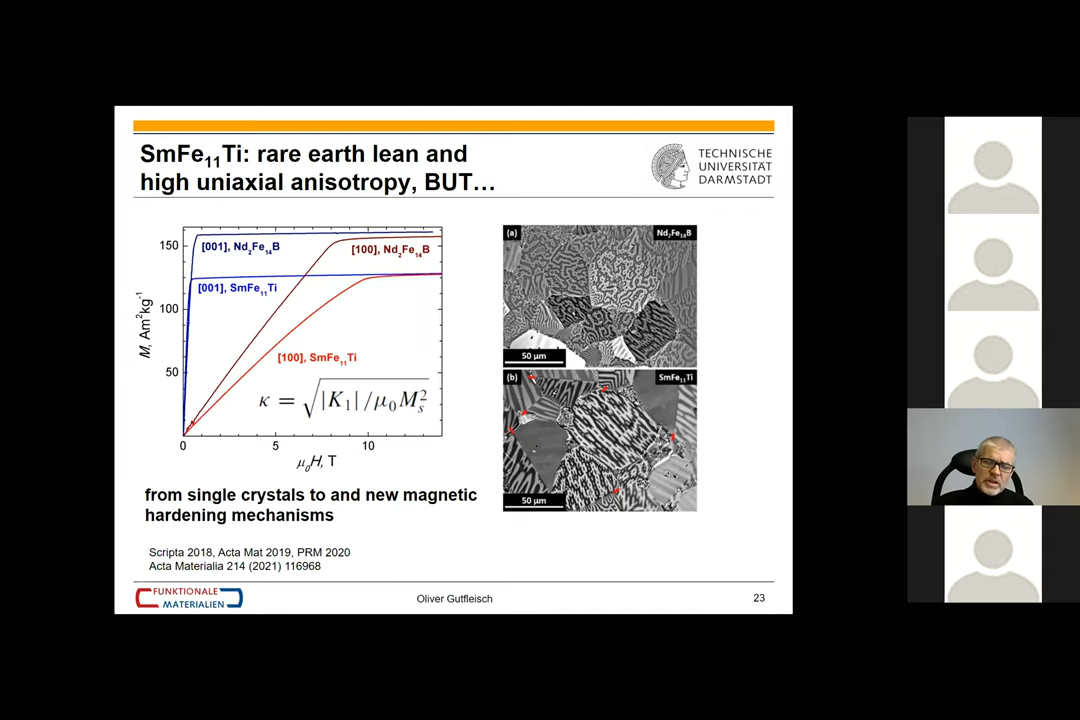 SmFe₁₁Ti: rare earth lean and
high uniaxial anisotropy, BUT…
TECHNISCHE
UNIVERSITÄT
DARMSTADT
[001], Nd₂Fe₁₄B
[100], Nd₂Fe₁₄B
[001], SmFe₁₁Ti
[100], SmFe₁₁Ti
κ = √|K₁|/μ₀Mₛ²
M, Am²kg⁻¹
150
100
50
0
5
10
μ₀H, T
(a)
Nd₂Fe₁₄B
50 μm
(b)
SmFe₁₁Ti
50 μm
from single crystals to and new magnetic
hardening mechanisms
Scripta 2018, Acta Mat 2019, PRM 2020
Acta Materialia 214 (2021) 116968
FUNKTIONALE
MATERIALIEN
Oliver Gutfleisch
23